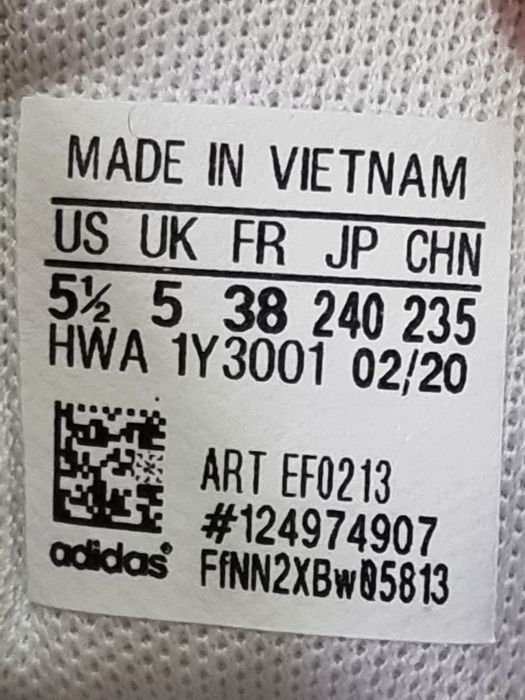 MADE IN VIETNAM
US UK FR JP CHN
5½ 5 38 240 235
HWA 1Y3001 02/20
ART EF0213
#124974907
adidas® FfNN2XBw05813